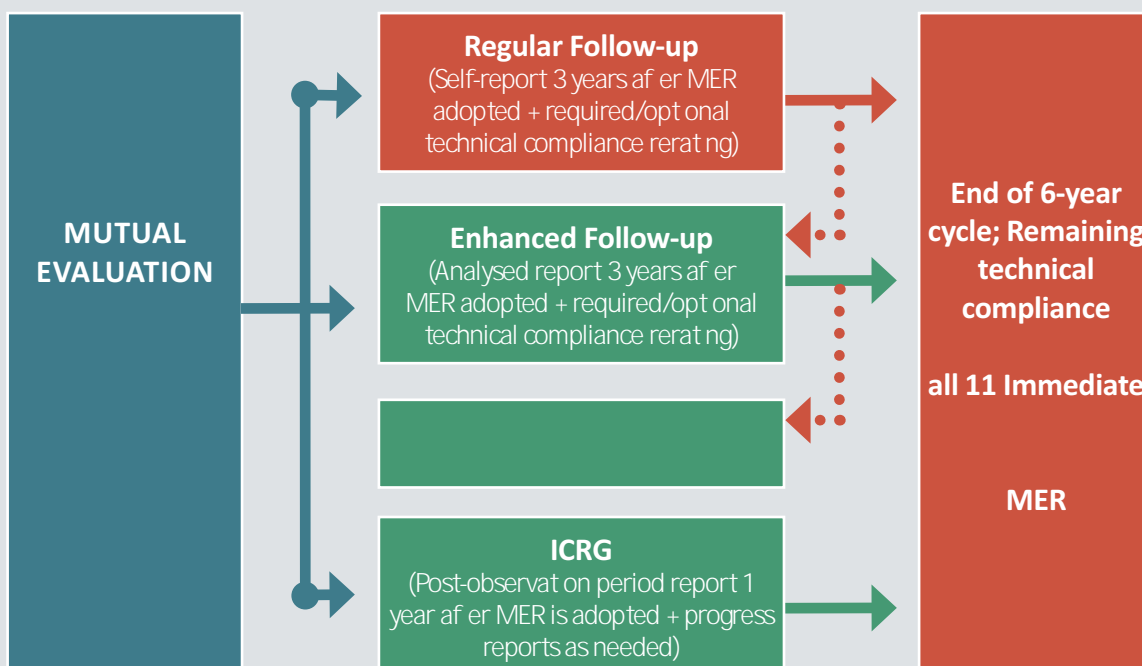 MUTUAL
EVALUATION
Regular Follow-up
(Self-report 3 years af er MER
adopted + required/opt onal
technical compliance rerat ng)
Enhanced Follow-up
(Analysed report 3 years af er
MER adopted + required/opt onal
technical compliance rerat ng)
ICRG
(Post-observat on period report 1
year af er MER is adopted + progress
reports as needed)
End of 6-year
cycle; Remaining
technical
compliance
all 11 Immediate
MER